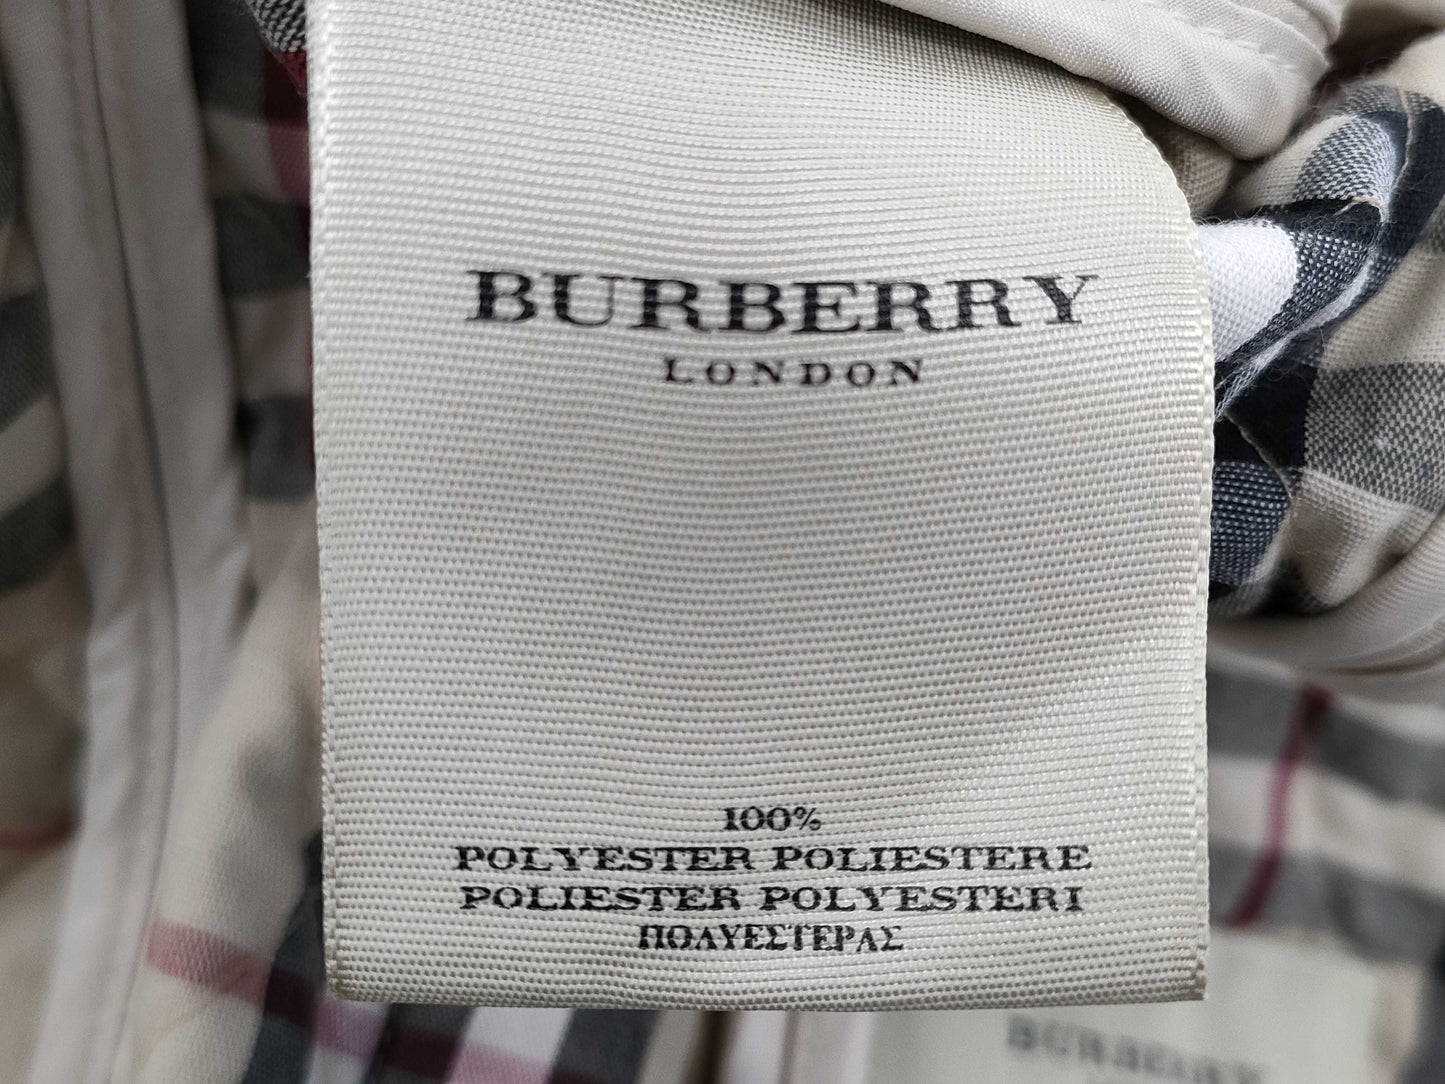 BURBERRY
LONDON
100%
POLYESTER POLIESTERE
POLIESTER POLYESTERI
ΠΟΛΥΕΣΤΕΡΑΣ
BURBERRY